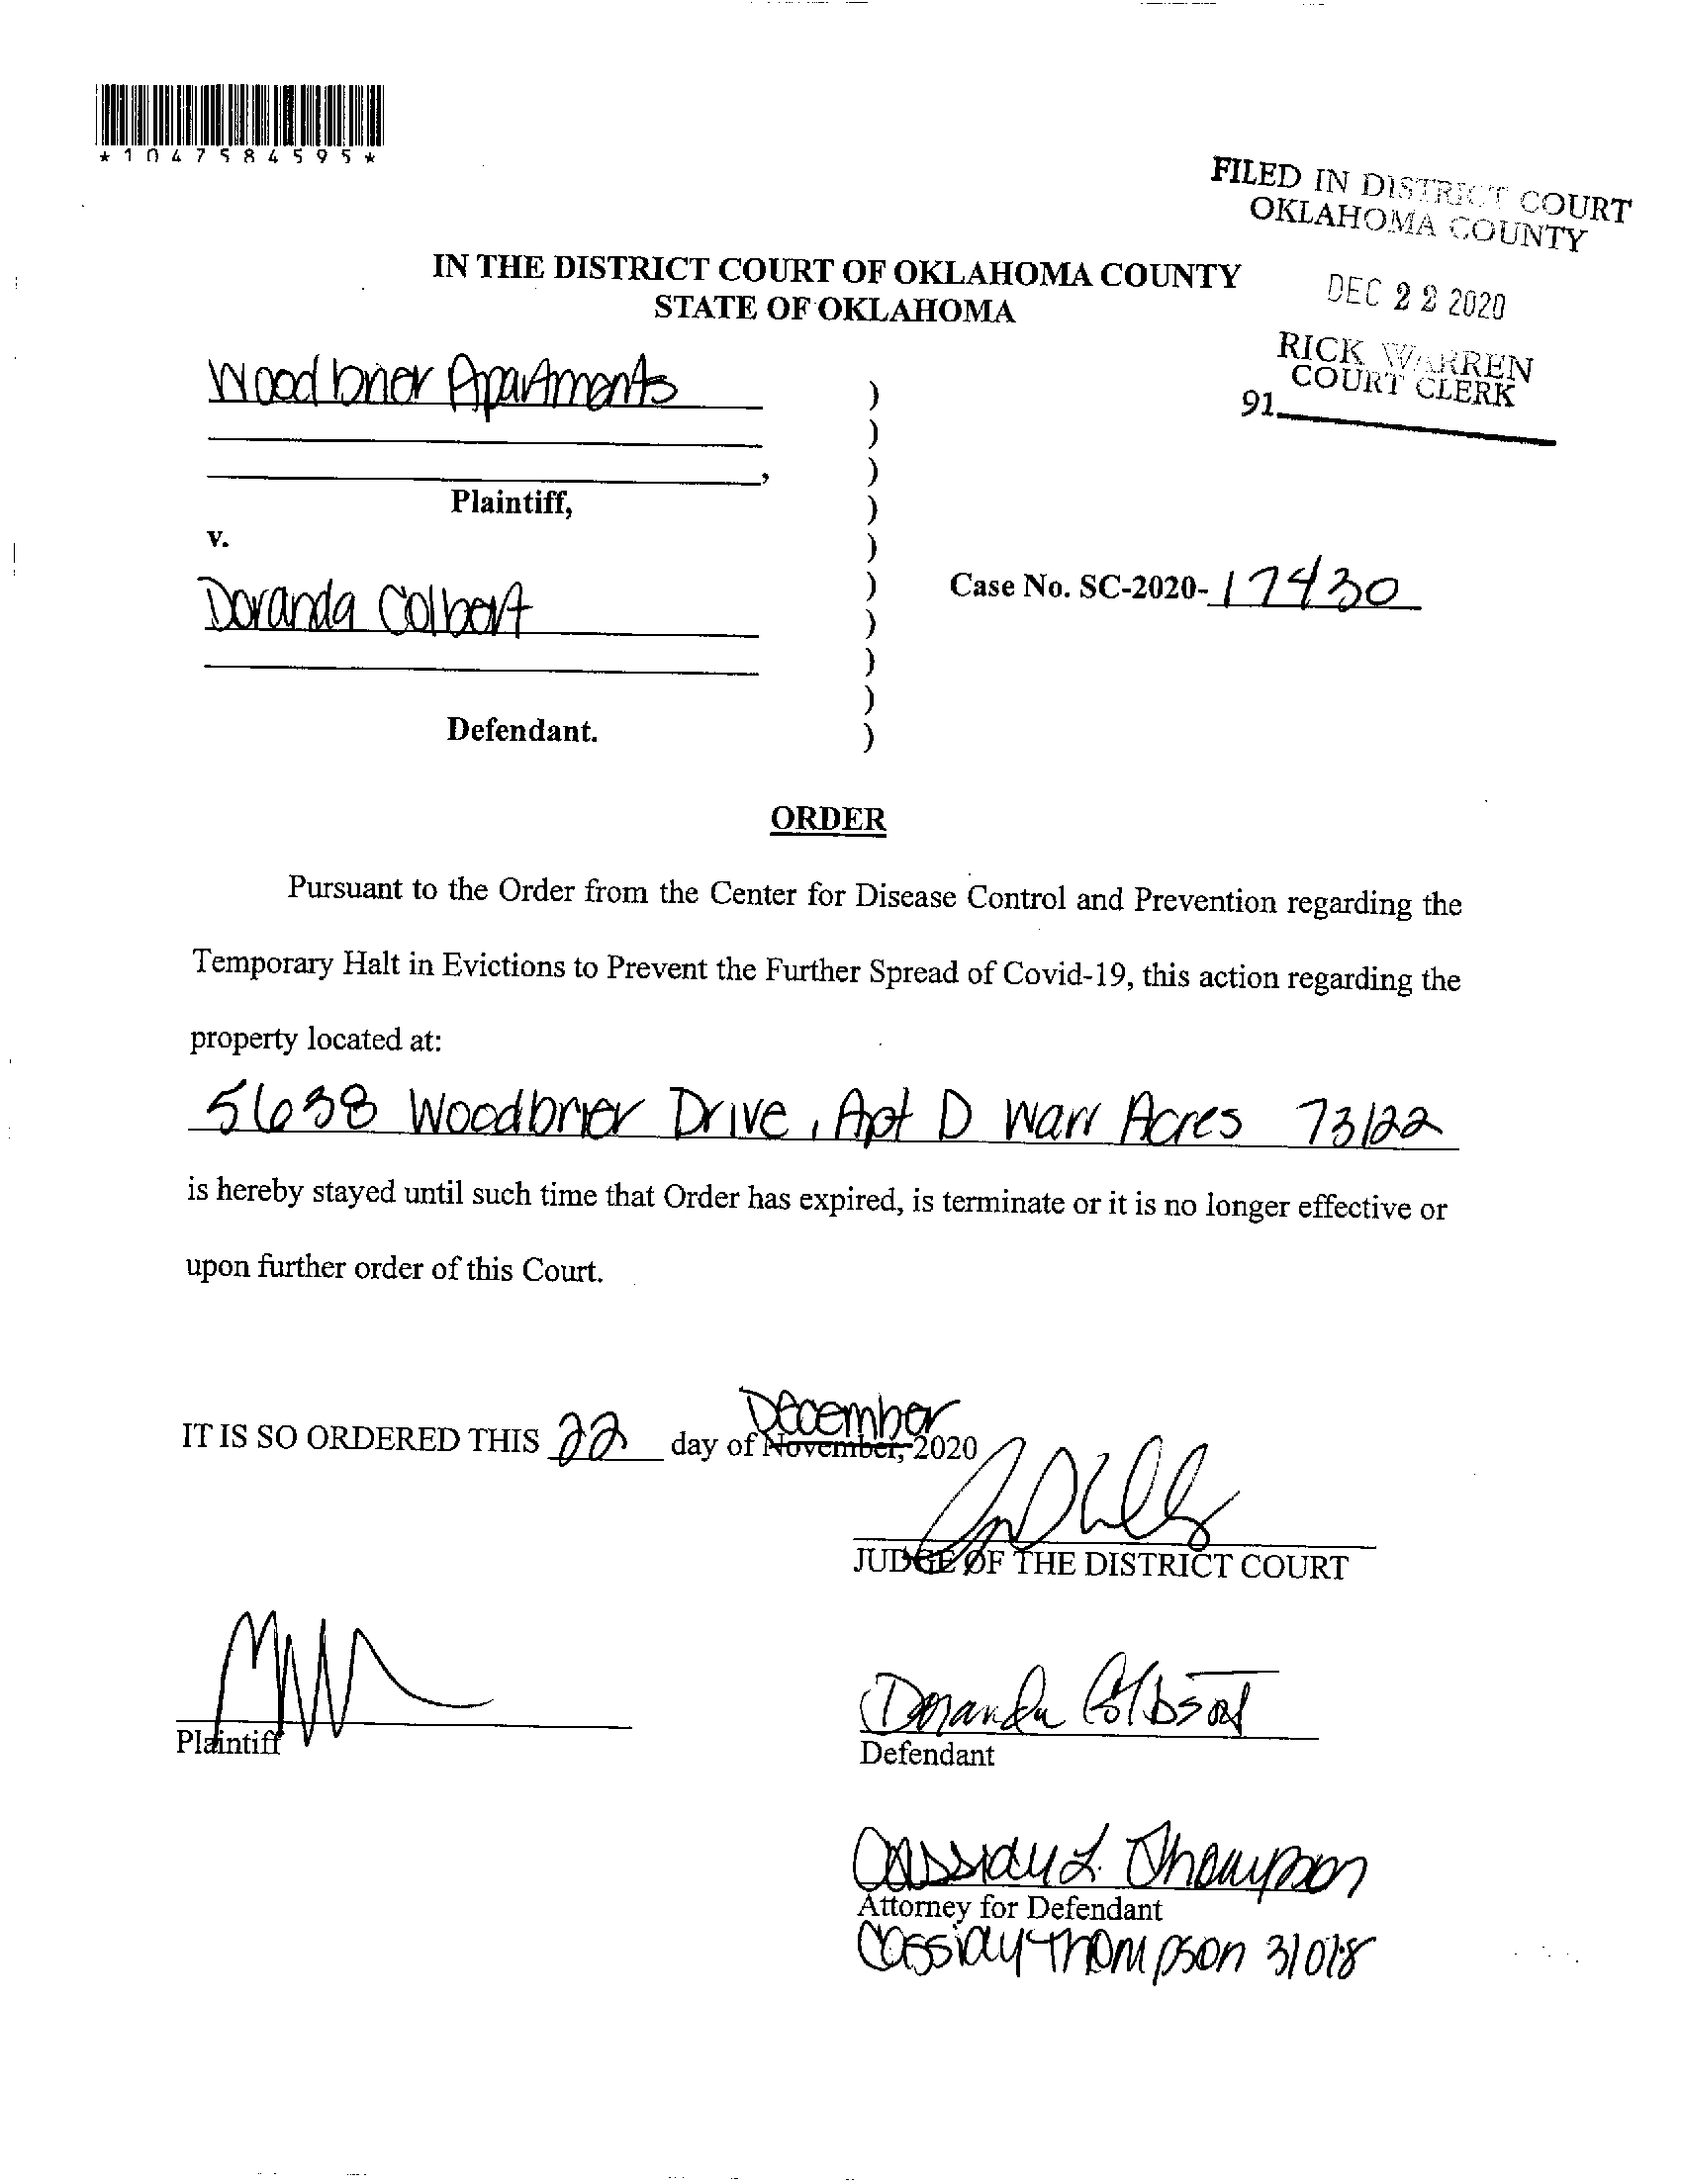 *1047584595*
FILED IN DISTRICT COURT
OKLAHOMA COUNTY
DEC 22 2020
RICK WARREN
COURT CLERK
91
IN THE DISTRICT COURT OF OKLAHOMA COUNTY
STATE OF OKLAHOMA
Woodbrier Apartments
Plaintiff,
v.
Doranda Colbert
Defendant.
Case No. SC-2020-17430
ORDER
Pursuant to the Order from the Center for Disease Control and Prevention regarding the
Temporary Halt in Evictions to Prevent the Further Spread of Covid-19, this action regarding the
property located at:
5638 Woodbrier Drive, Apt D Warr Acres 73122
is hereby stayed until such time that Order has expired, is terminate or it is no longer effective or
upon further order of this Court.
December
IT IS SO ORDERED THIS 22 day of November, 2020
JUDGE OF THE DISTRICT COURT
Plaintiff
Doranda Colbert
Defendant
Cassidy L. Thompson
Attorney for Defendant
Cassidy Thompson 31018